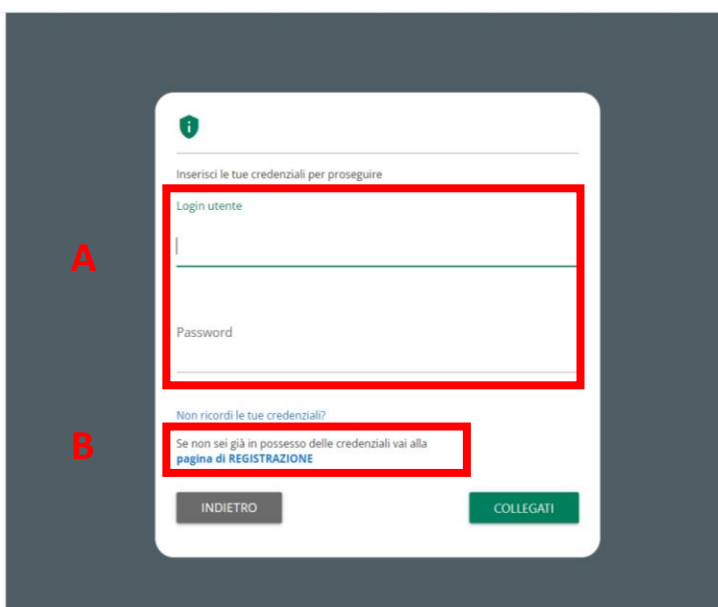 Inserisci le tue credenziali per proseguire
Login utente
A
Password
Non ricordi le tue credenziali?
B
Se non sei già in possesso delle credenziali vai alla
pagina di REGISTRAZIONE
INDIETRO
COLLEGATI